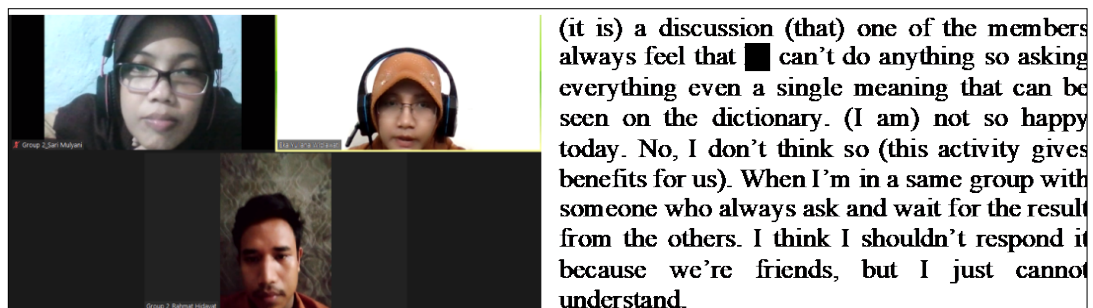 Group 2_Sari Mulyani
Group 2_Rahmat Hidayat
(it is) a discussion (that) one of the members
always feel that can't do anything so asking
everything even a single meaning that can be
seen on the dictionary. (I am) not so happy
today. No, I don't think so (this activity gives
benefits for us). When I'm in a same group with
someone who always ask and wait for the result
from the others. I think I shouldn't respond it
because we're friends, but I just cannot
understand.